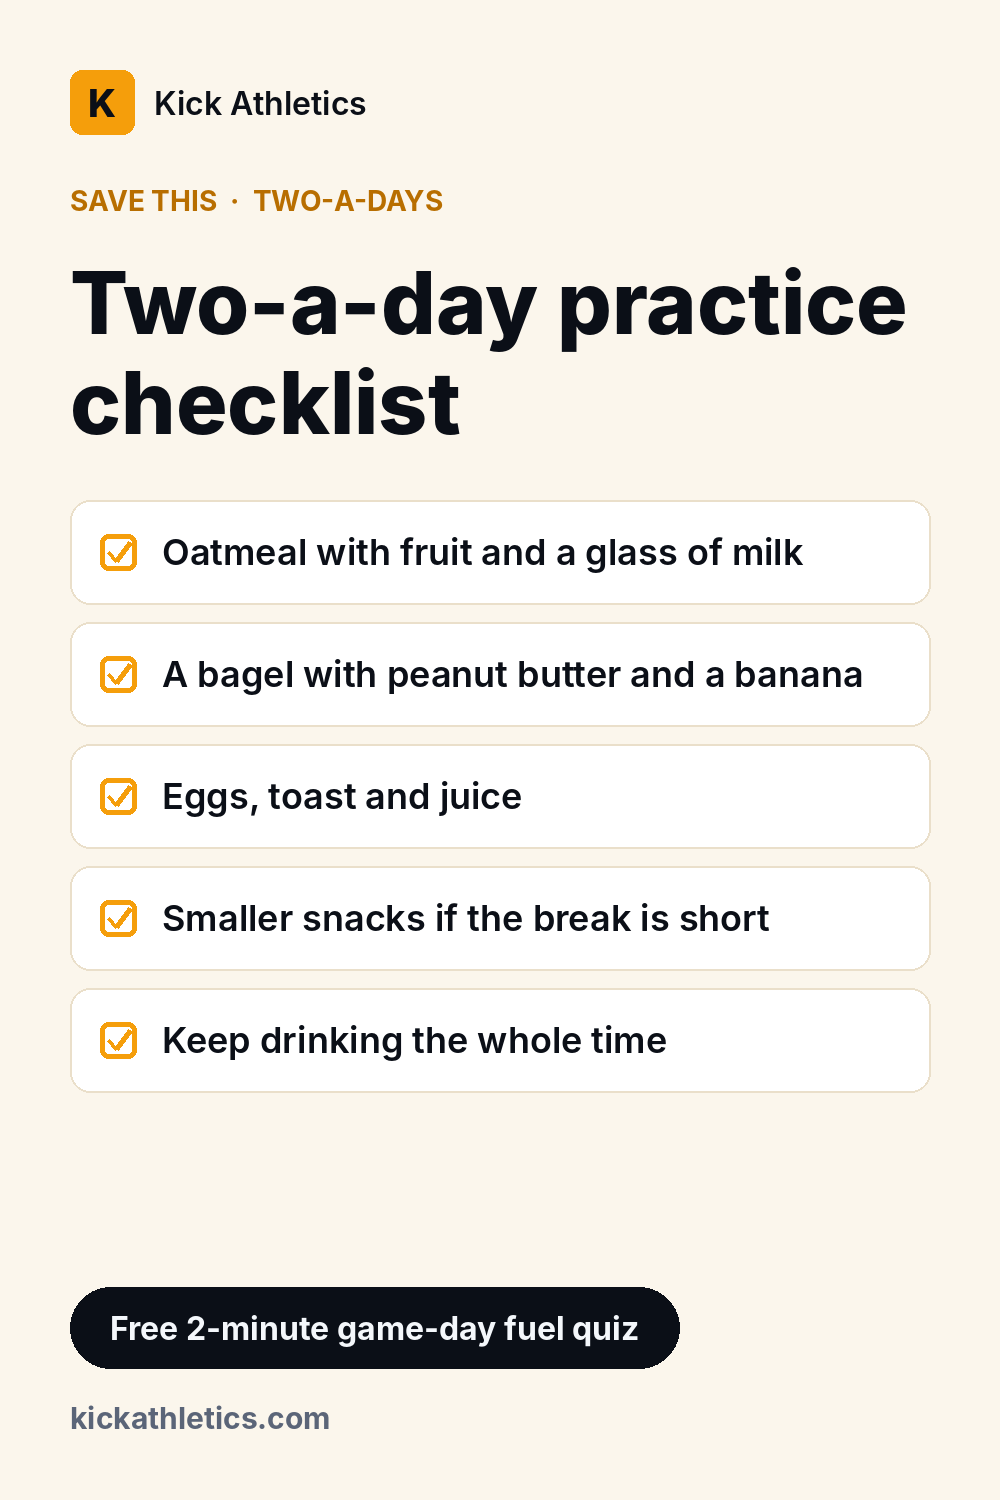 K
Kick Athletics
SAVE THIS · TWO-A-DAYS
Two-a-day practice
checklist
Oatmeal with fruit and a glass of milk
A bagel with peanut butter and a banana
Eggs, toast and juice
Smaller snacks if the break is short
Keep drinking the whole time
Free 2-minute game-day fuel quiz
kickathletics.com